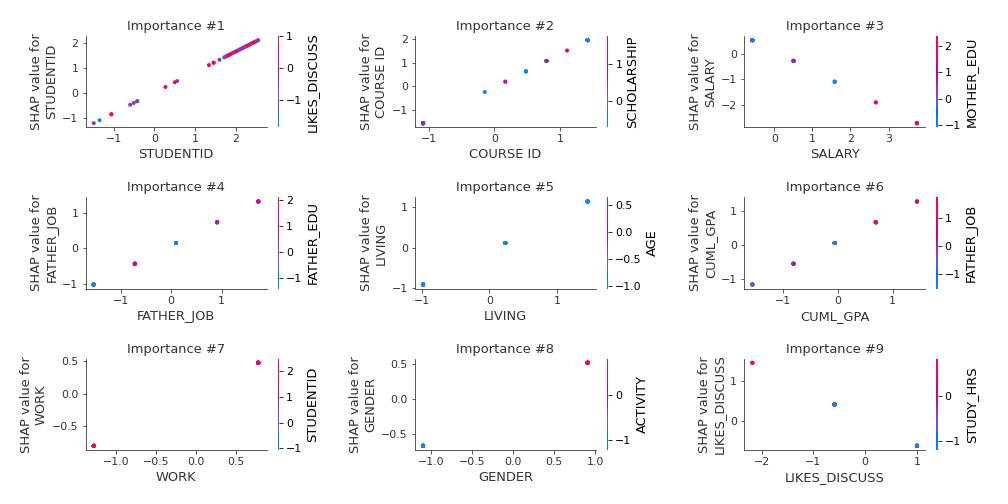 Importance #1
SHAP value for
STUDENTID
2
1
0
−1
−1
0
1
2
STUDENTID
1
0
−1
LIKES_DISCUSS
Importance #2
SHAP value for
COURSE ID
2
1
0
−1
−1
0
1
COURSE ID
1
0
SCHOLARSHIP
Importance #3
SHAP value for
SALARY
0
−1
−2
0
1
2
3
SALARY
2
1
0
−1
MOTHER_EDU
Importance #4
SHAP value for
FATHER_JOB
1
0
−1
−1
0
1
FATHER_JOB
2
1
0
−1
FATHER_EDU
Importance #5
SHAP value for
LIVING
1
0
−1
−1
0
1
LIVING
0.5
0.0
−0.5
−1.0
AGE
Importance #6
SHAP value for
CUML_GPA
1
0
−1
−1
0
1
CUML_GPA
1
0
−1
FATHER_JOB
Importance #7
SHAP value for
WORK
0.5
0.0
−0.5
−1.0
−0.5
0.0
0.5
WORK
2
1
0
−1
STUDENTID
Importance #8
SHAP value for
GENDER
0.5
0.0
−0.5
−1.0
−0.5
0.0
0.5
1.0
GENDER
0
−1
ACTIVITY
Importance #9
SHAP value for
LIKES_DISCUSS
1
0
−2
−1
0
1
LIKES_DISCUSS
0
−1
STUDY_HRS